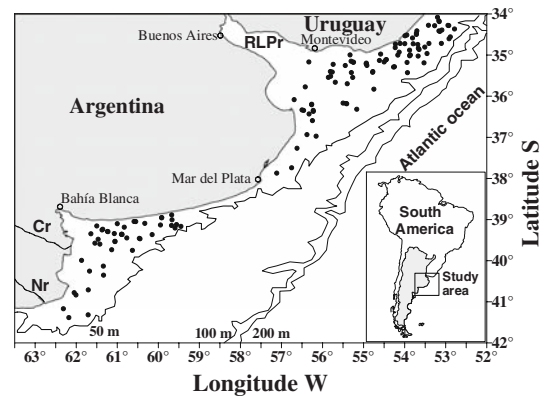 Uruguay
Buenos Aires
RLPr
Montevideo
Argentina
Atlantic ocean
Mar del Plata
Bahía Blanca
Cr
Nr
50 m
100 m
200 m
South
America
Study
area
34°
35°
36°
37°
38°
39°
40°
41°
42°
Latitude S
63°
62°
61°
60°
59°
58°
57°
56°
55°
54°
53°
52°
Longitude W